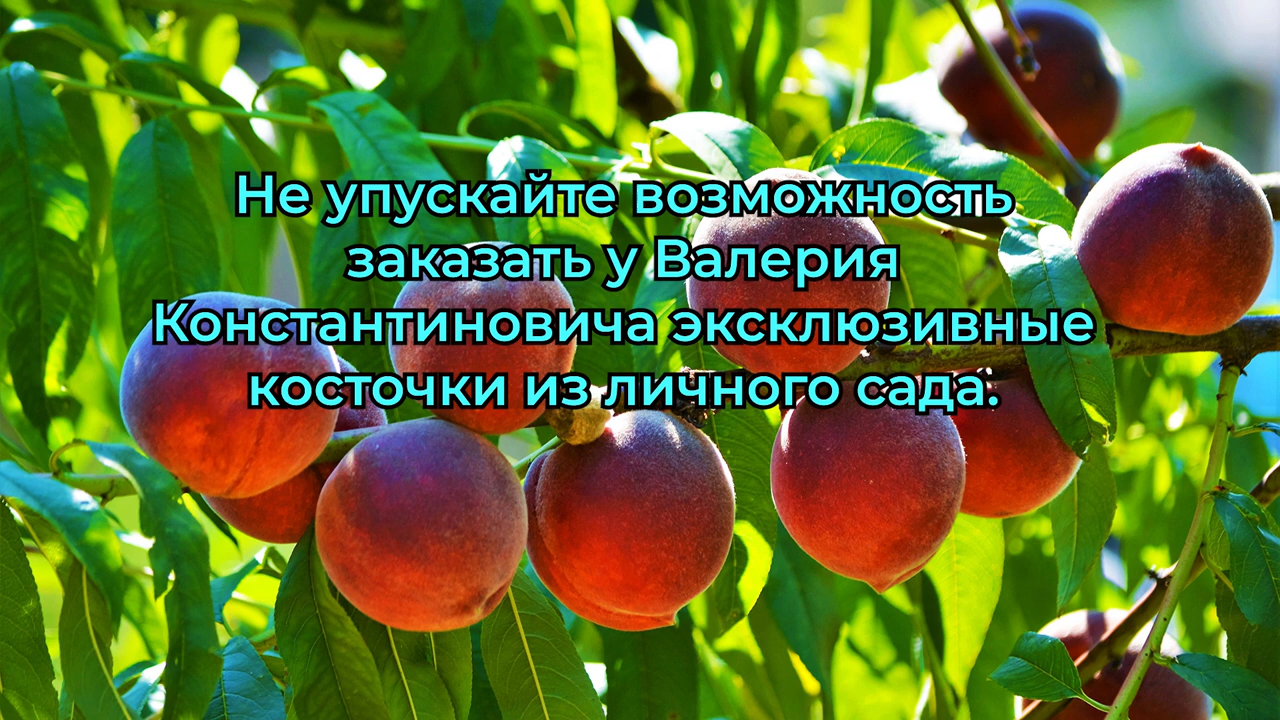 Не упускайте возможность
заказать у Валерия
Константиновича эксклюзивные
косточки из личного сада.